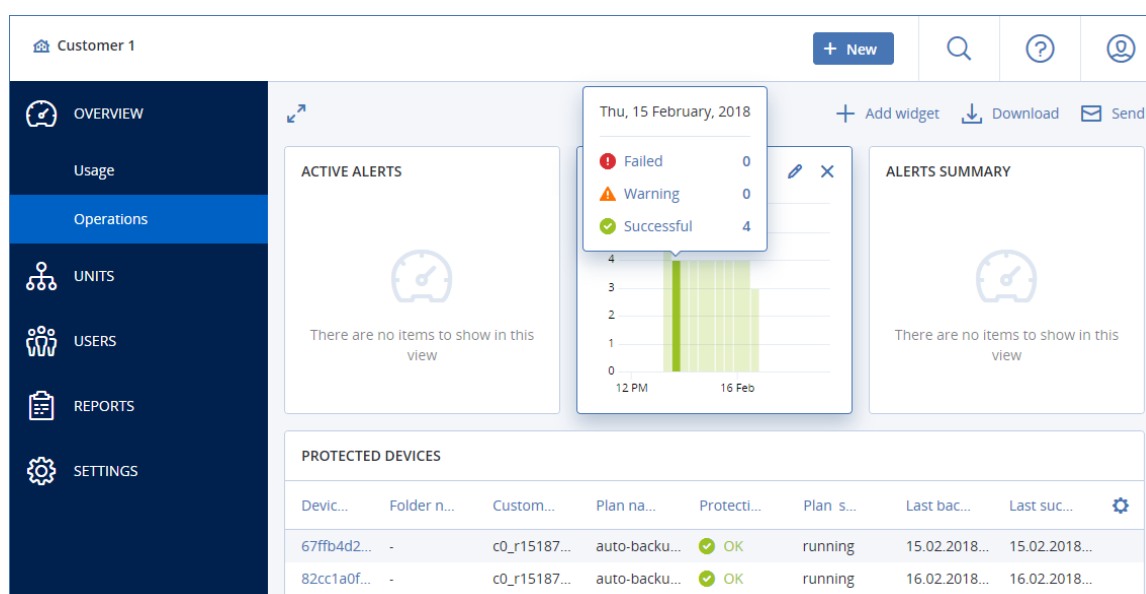 Customer 1
+ New
OVERVIEW
Usage
Operations
UNITS
USERS
REPORTS
SETTINGS
Add widget
Download
Send
ACTIVE ALERTS
There are no items to show in this
view
Thu, 15 February, 2018
Failed 0
Warning 0
Successful 4
4
3
2
1
0
12 PM 16 Feb
ALERTS SUMMARY
There are no items to show in this
view
PROTECTED DEVICES
Devic... Folder n... Custom... Plan na... Protecti... Plan s... Last bac... Last suc...
67ffb4d2... - c0_r15187... auto-backu... OK running 15.02.2018... 15.02.2018...
82cc1a0f... - c0_r15187... auto-backu... OK running 16.02.2018... 16.02.2018...